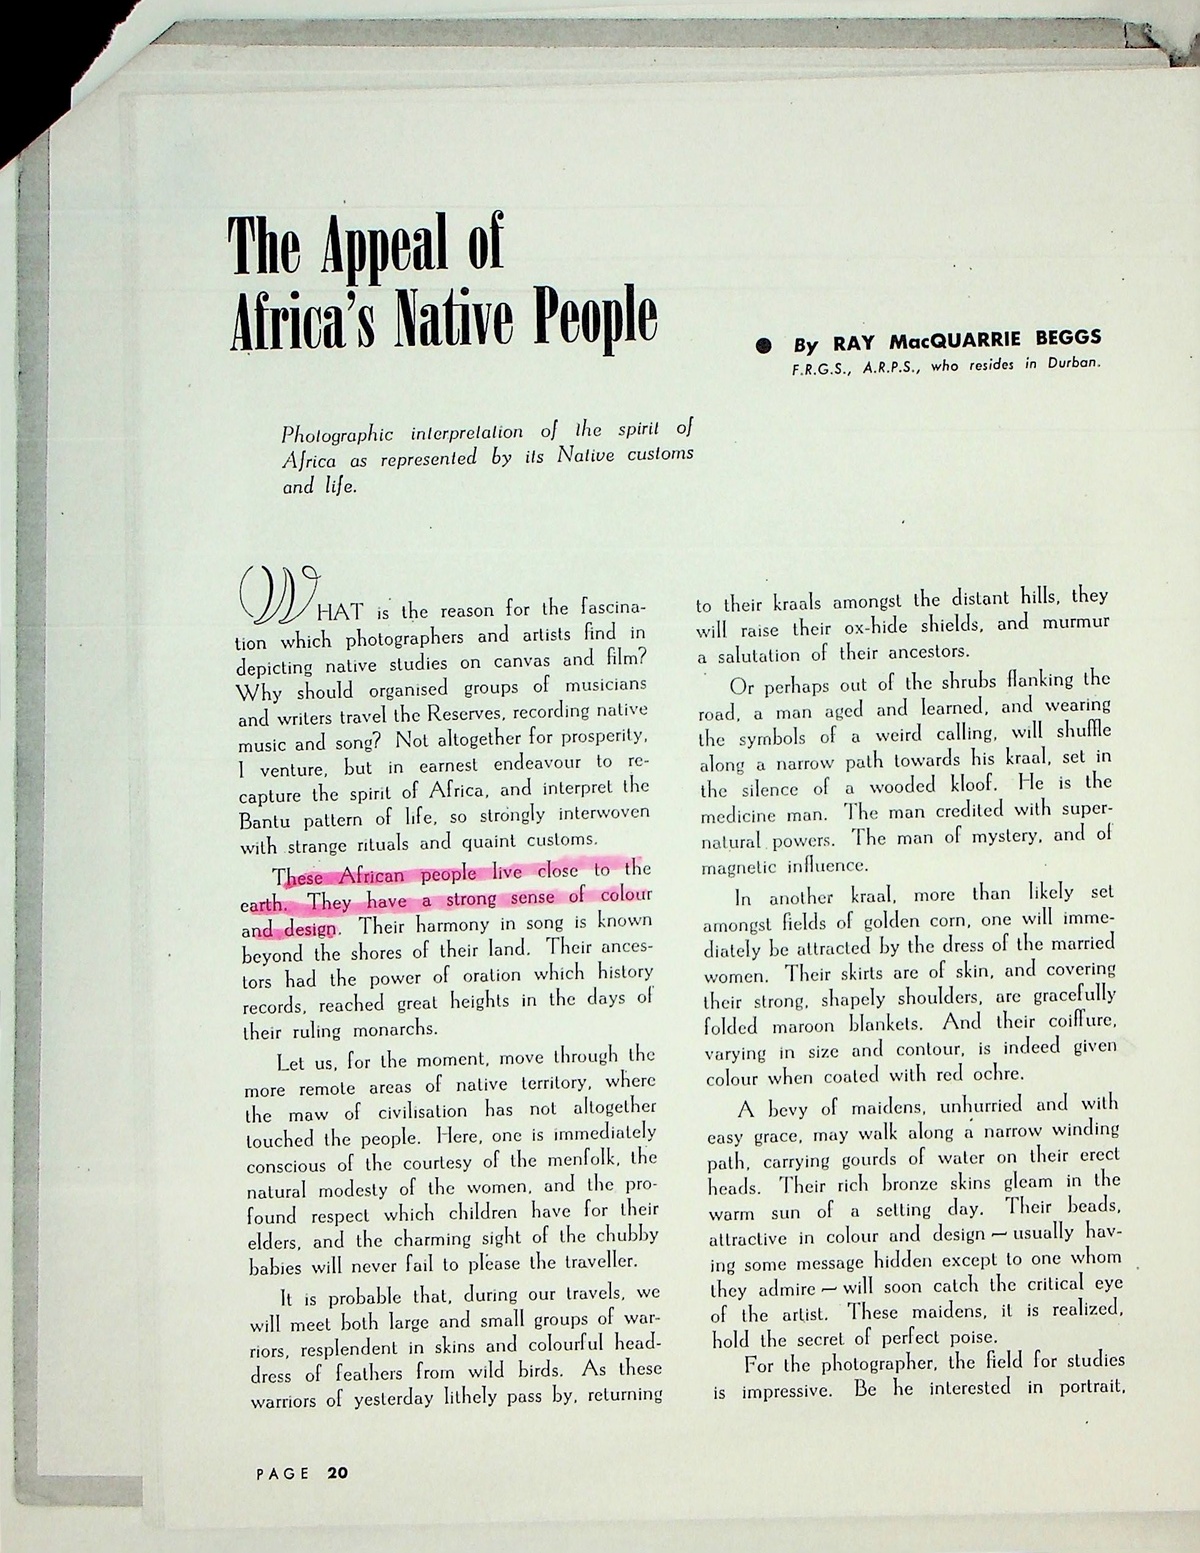 The Appeal of
Africa's Native People
● By RAY MacQUARRIE BEGGS
F.R.G.S., A.R.P.S., who resides in Durban.
Photographic interpretation of the spirit of
Africa as represented by its Native customs
and life.
WHAT is the reason for the fascina-
tion which photographers and artists find in
depicting native studies on canvas and film?
Why should organised groups of musicians
and writers travel the Reserves, recording native
music and song? Not altogether for prosperity,
I venture, but in earnest endeavour to re-
capture the spirit of Africa, and interpret the
Bantu pattern of life, so strongly interwoven
with strange rituals and quaint customs.
These African people live close to the
earth. They have a strong sense of colour
and design. Their harmony in song is known
beyond the shores of their land. Their ances-
tors had the power of oration which history
records, reached great heights in the days of
their ruling monarchs.
Let us, for the moment, move through the
more remote areas of native territory, where
the maw of civilisation has not altogether
touched the people. Here, one is immediately
conscious of the courtesy of the menfolk, the
natural modesty of the women, and the pro-
found respect which children have for their
elders, and the charming sight of the chubby
babies will never fail to please the traveller.
It is probable that, during our travels, we
will meet both large and small groups of war-
riors, resplendent in skins and colourful head-
dress of feathers from wild birds. As these
warriors of yesterday lithely pass by, returning
to their kraals amongst the distant hills, they
will raise their ox-hide shields, and murmur
a salutation of their ancestors.
Or perhaps out of the shrubs flanking the
road, a man aged and learned, and wearing
the symbols of a weird calling, will shuffle
along a narrow path towards his kraal, set in
the silence of a wooded kloof. He is the
medicine man. The man credited with super-
natural powers. The man of mystery, and of
magnetic influence.
In another kraal, more than likely set
amongst fields of golden corn, one will imme-
diately be attracted by the dress of the married
women. Their skirts are of skin, and covering
their strong, shapely shoulders, are gracefully
folded maroon blankets. And their coiffure,
varying in size and contour, is indeed given
colour when coated with red ochre.
A bevy of maidens, unhurried and with
easy grace, may walk along a narrow winding
path, carrying gourds of water on their erect
heads. Their rich bronze skins gleam in the
warm sun of a setting day. Their beads,
attractive in colour and design — usually hav-
ing some message hidden except to one whom
they admire — will soon catch the critical eye
of the artist. These maidens, it is realized,
hold the secret of perfect poise.
For the photographer, the field for studies
is impressive. Be he interested in portrait,
PAGE 20